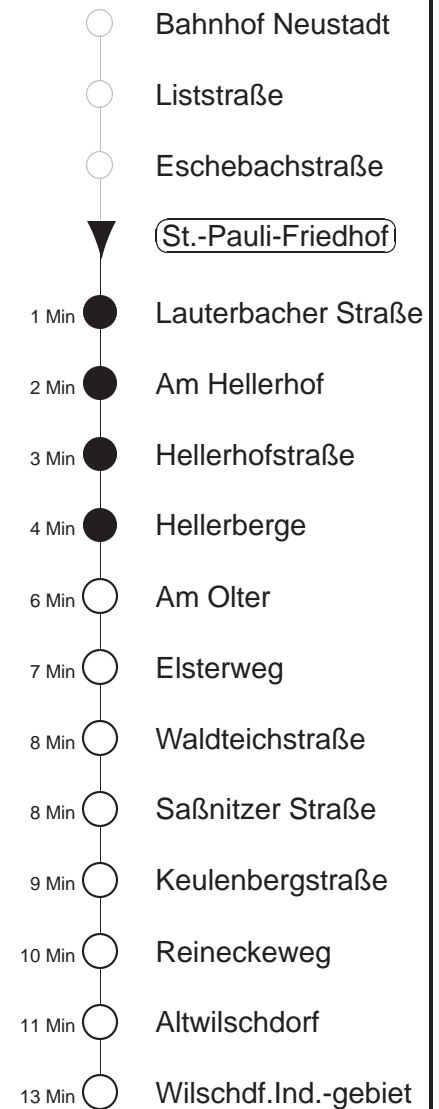 Bahnhof Neustadt
Liststraße
Eschebachstraße
St.-Pauli-Friedhof
1 Min Lauterbacher Straße
2 Min Am Hellerhof
3 Min Hellerhofstraße
4 Min Hellerberge
6 Min Am Olter
7 Min Elsterweg
8 Min Waldteichstraße
8 Min Saßnitzer Straße
9 Min Keulenbergstraße
10 Min Reineckeweg
11 Min Altwilschdorf
13 Min Wilschdf.Ind.-gebiet